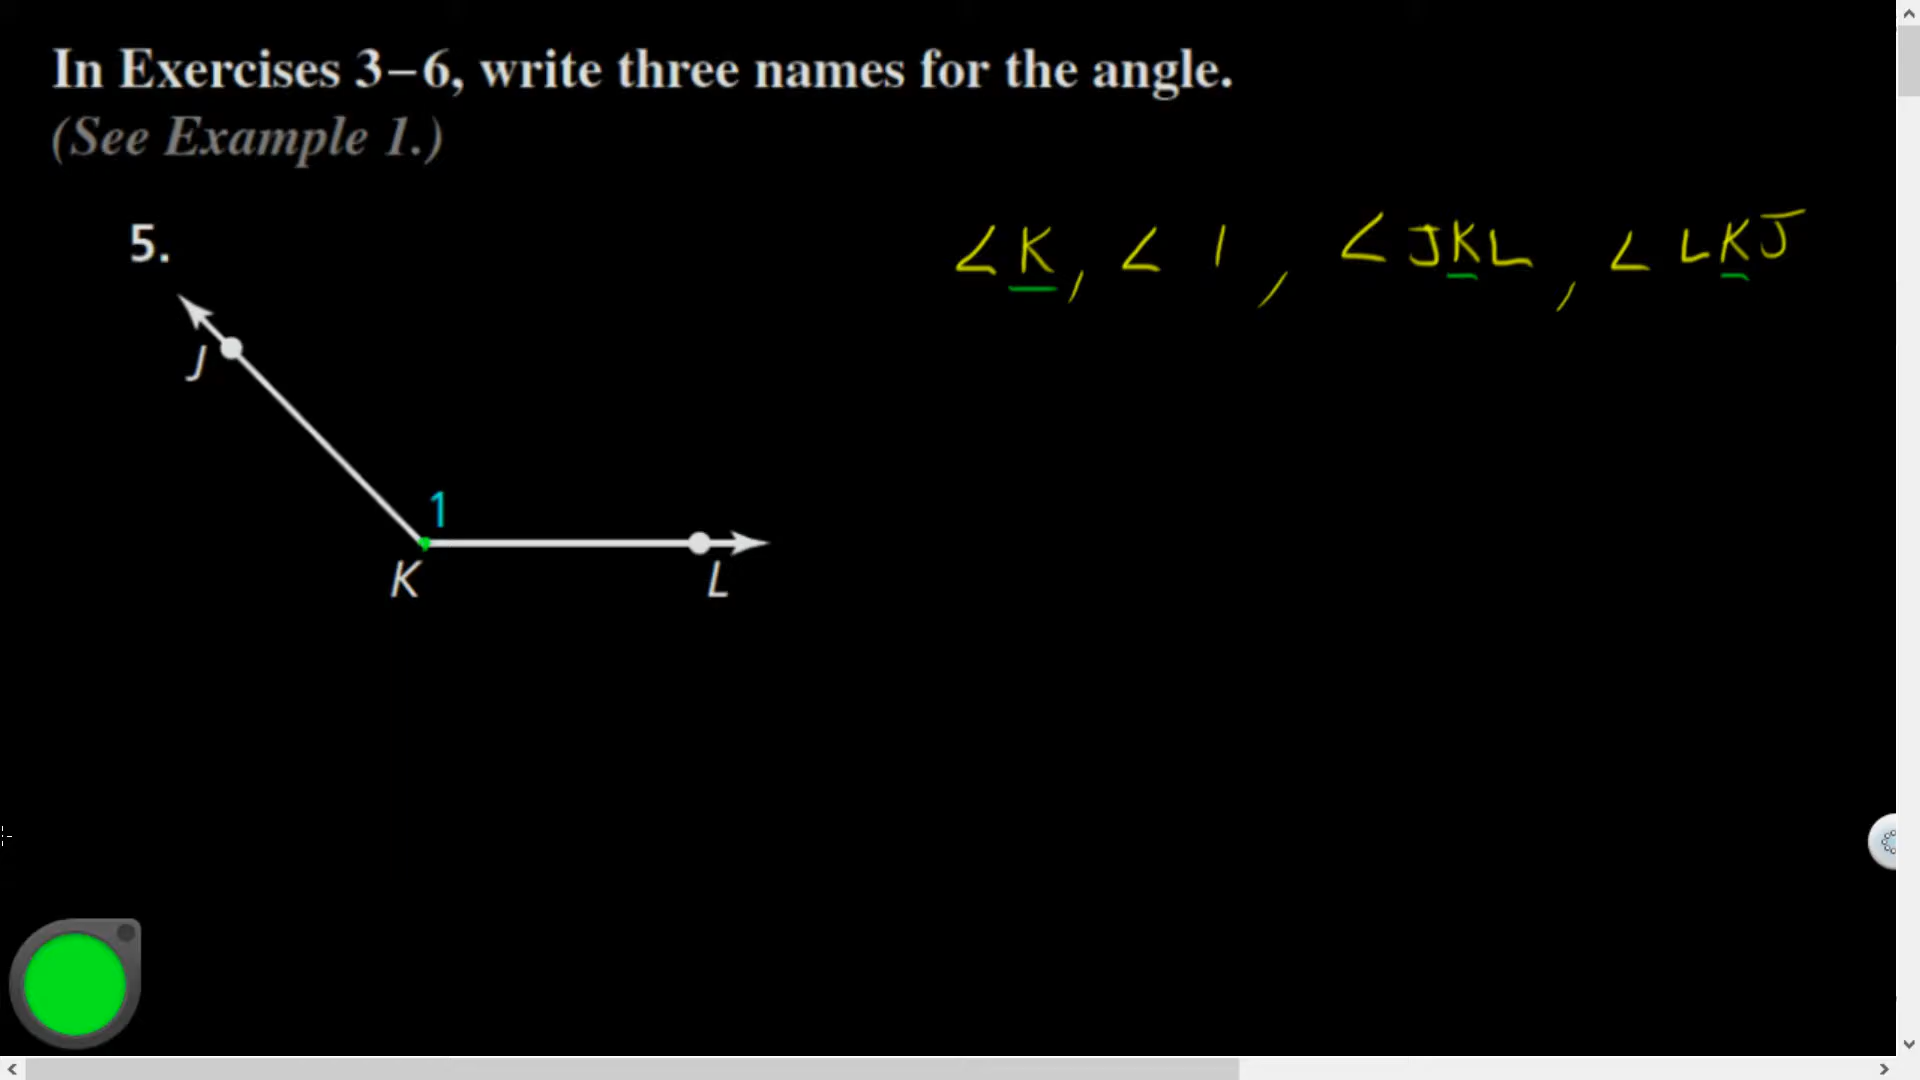 In Exercises 3–6, write three names for the angle.
(See Example 1.)
5.
∠K, ∠1, ∠JKL, ∠LKJ
J
1
K
L